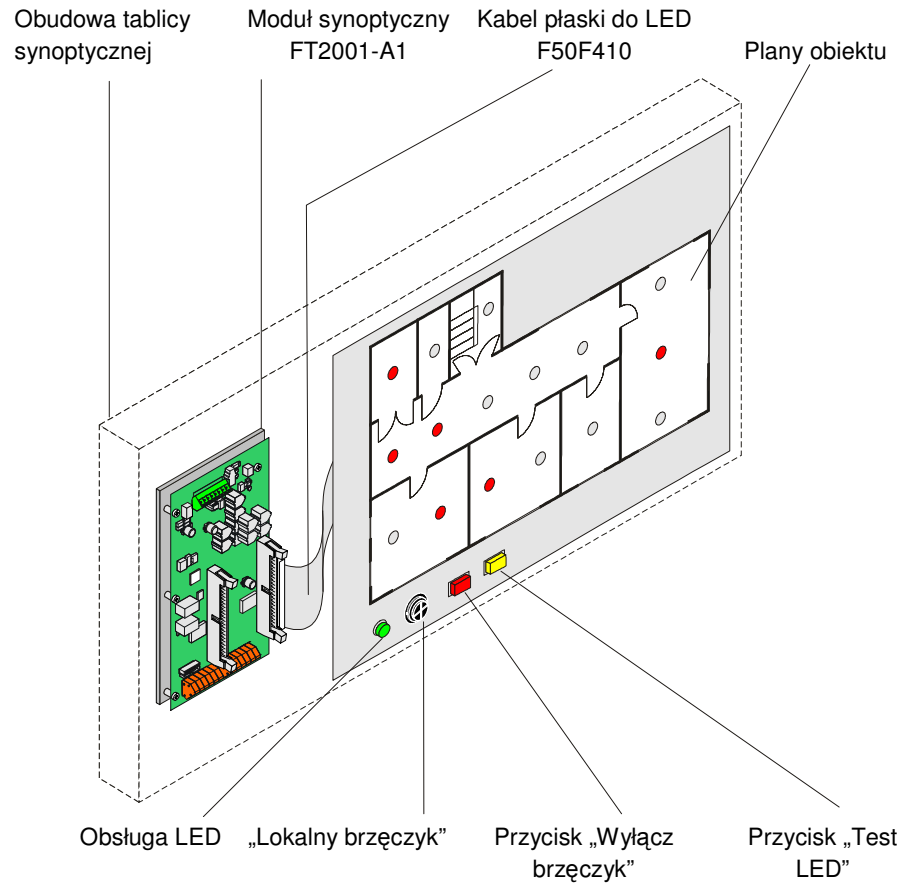 Obudowa tablicy
synoptycznej
Moduł synoptyczny
FT2001-A1
Kabel płaski do LED
F50F410
Plany obiektu
Obsługa LED
„Lokalny brzęczyk”
Przycisk „Wyłącz
brzęczyk”
Przycisk „Test
LED”